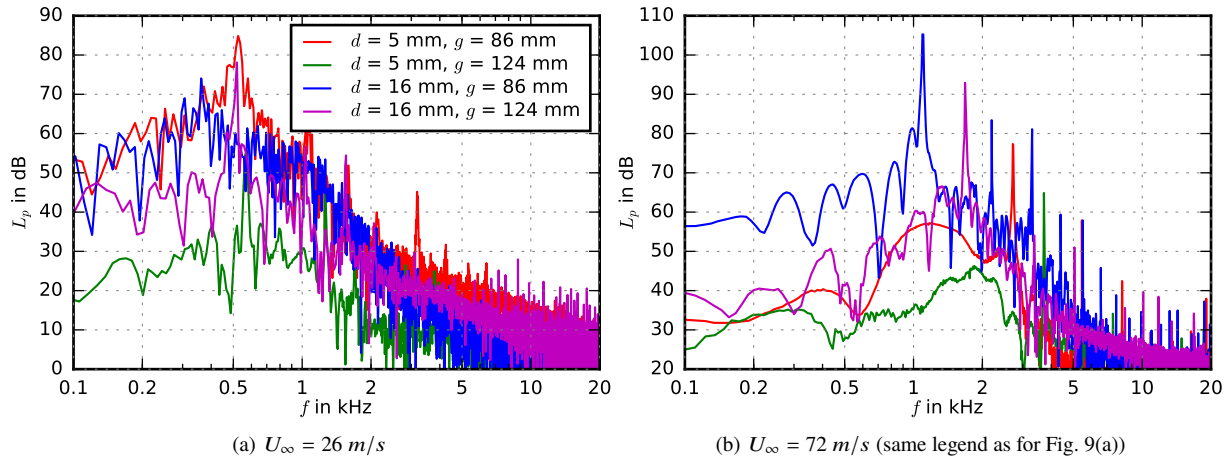 90
80
70
60
50
40
30
20
10
0
L_p in dB
0.1 0.2 0.5 1 2 5 10 20
f in kHz
d = 5 mm, g = 86 mm
d = 5 mm, g = 124 mm
d = 16 mm, g = 86 mm
d = 16 mm, g = 124 mm
(a) U∞ = 26 m/s
110
100
90
80
70
60
50
40
30
20
L_p in dB
0.1 0.2 0.5 1 2 5 10 20
f in kHz
(b) U∞ = 72 m/s (same legend as for Fig. 9(a))